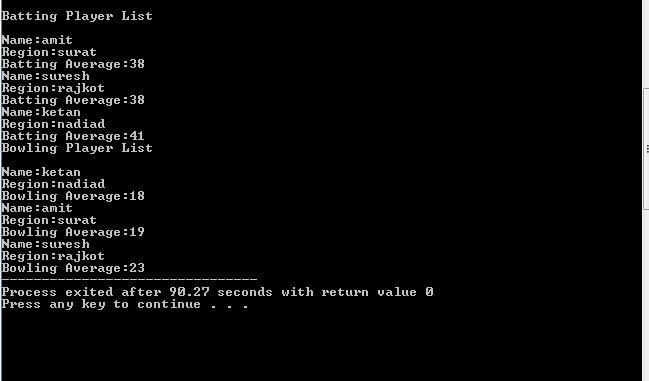 Batting Player List
Name:amit
Region:surat
Batting Average:38
Name:suresh
Region:rajkot
Batting Average:38
Name:ketan
Region:nadiad
Batting Average:41
Bowling Player List
Name:ketan
Region:nadiad
Bowling Average:18
Name:amit
Region:surat
Bowling Average:19
Name:suresh
Region:rajkot
Bowling Average:23
--------------------------------
Process exited after 90.27 seconds with return value 0
Press any key to continue . . .